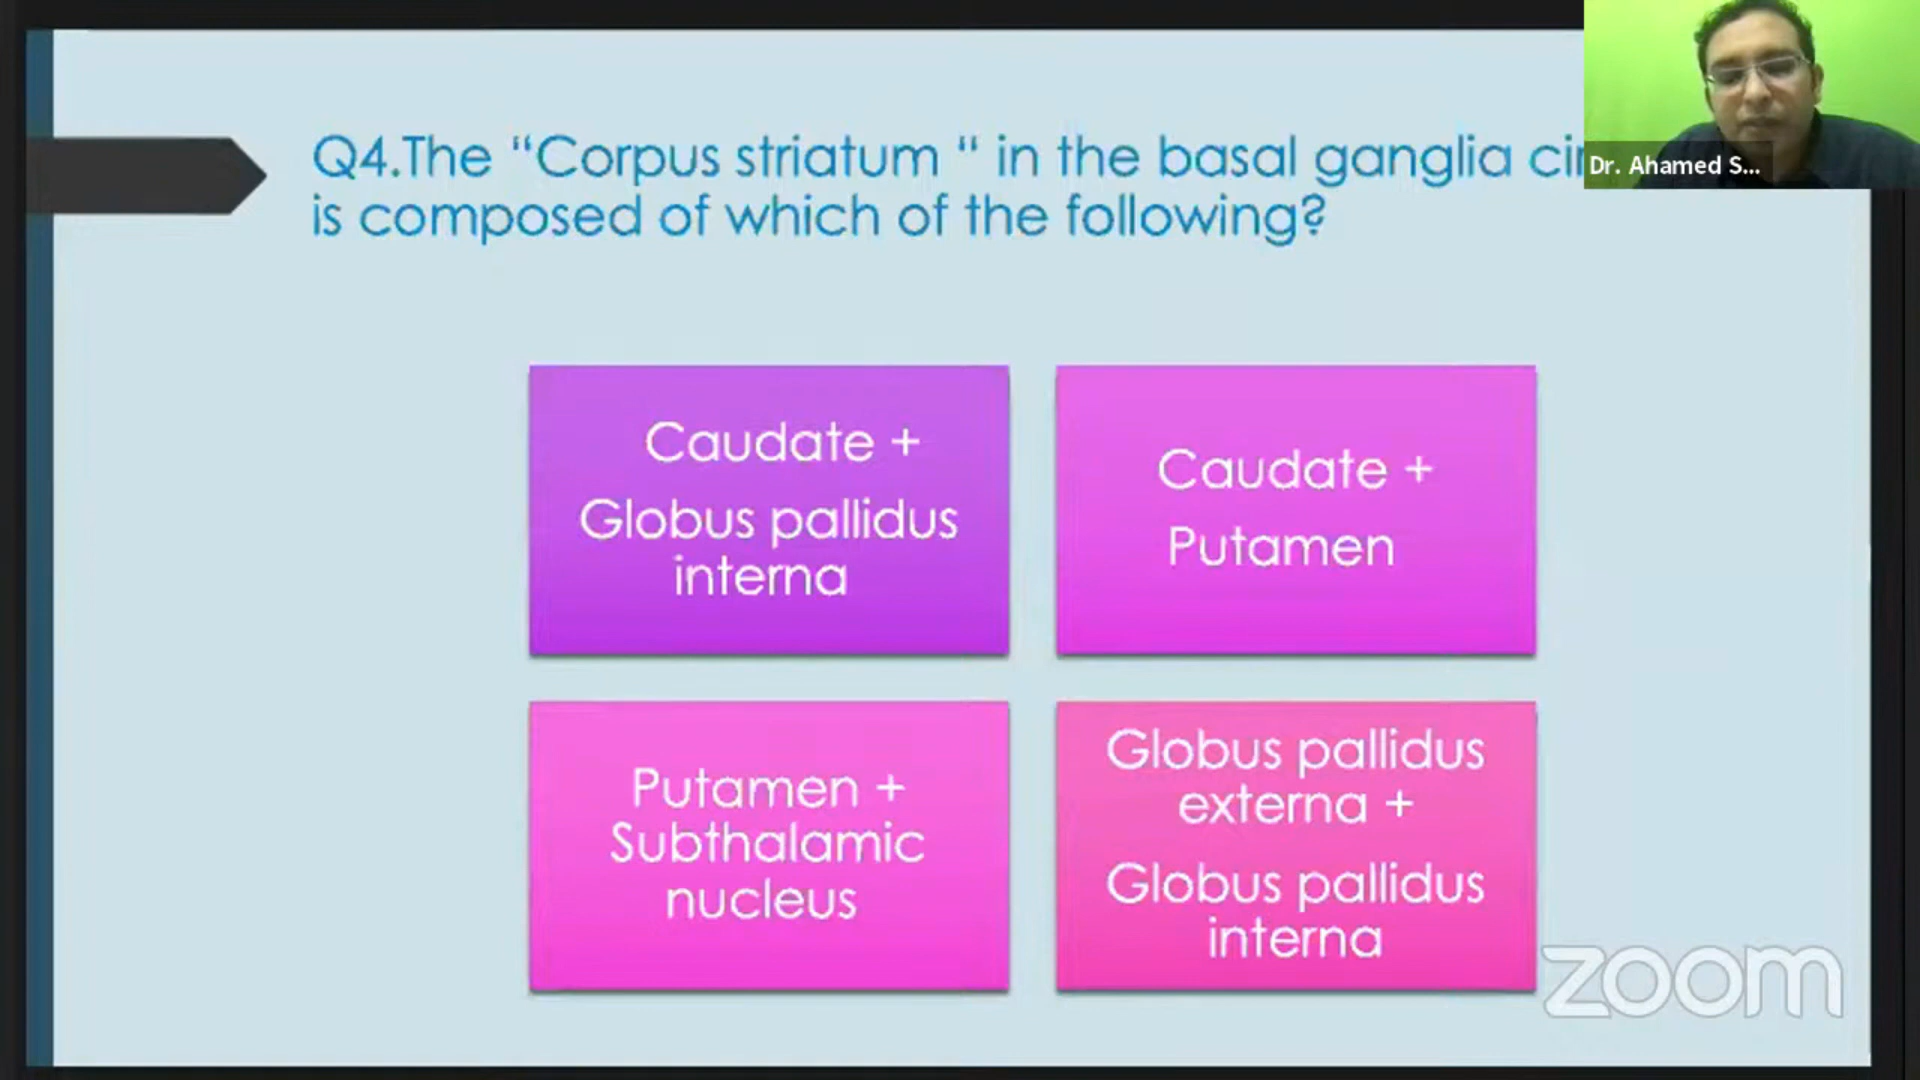 Q4.The “Corpus striatum “ in the basal ganglia
is composed of which of the following?
Dr. Ahamed S...
Caudate +
Globus pallidus
interna
Caudate +
Putamen
Putamen +
Subthalamic
nucleus
Globus pallidus
externa +
Globus pallidus
interna
zoom